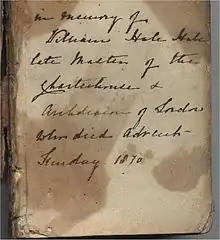 in memory of
William Hale Hale
late Master of the
Charterhouse &
Archdeacon of London
who died Advent
Sunday 1870